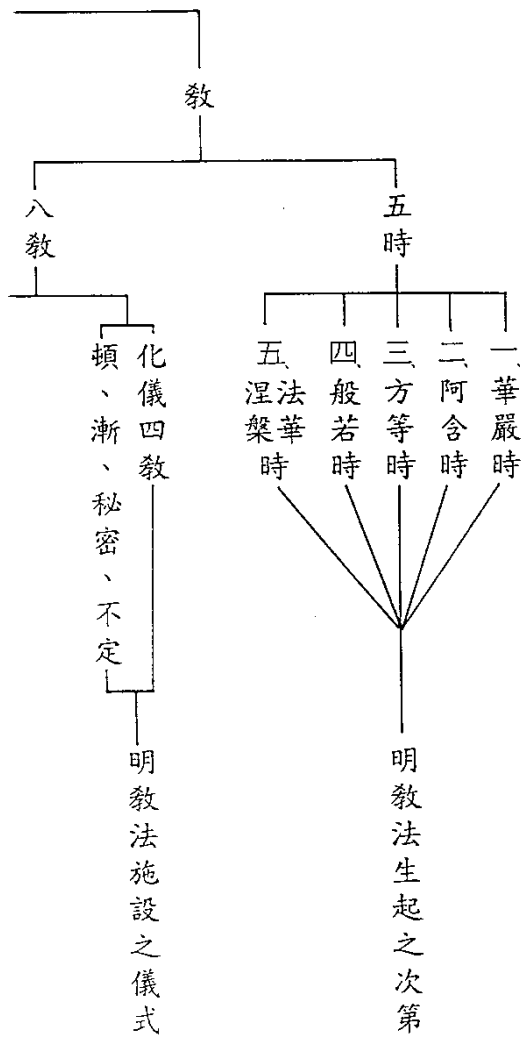 教
五時
一、華嚴時
二、阿含時
三、方等時
四、般若時
五、法華涅槃時
明教法生起之次第
八教
化儀四教
頓、漸、秘密、不定
明教法施設之儀式